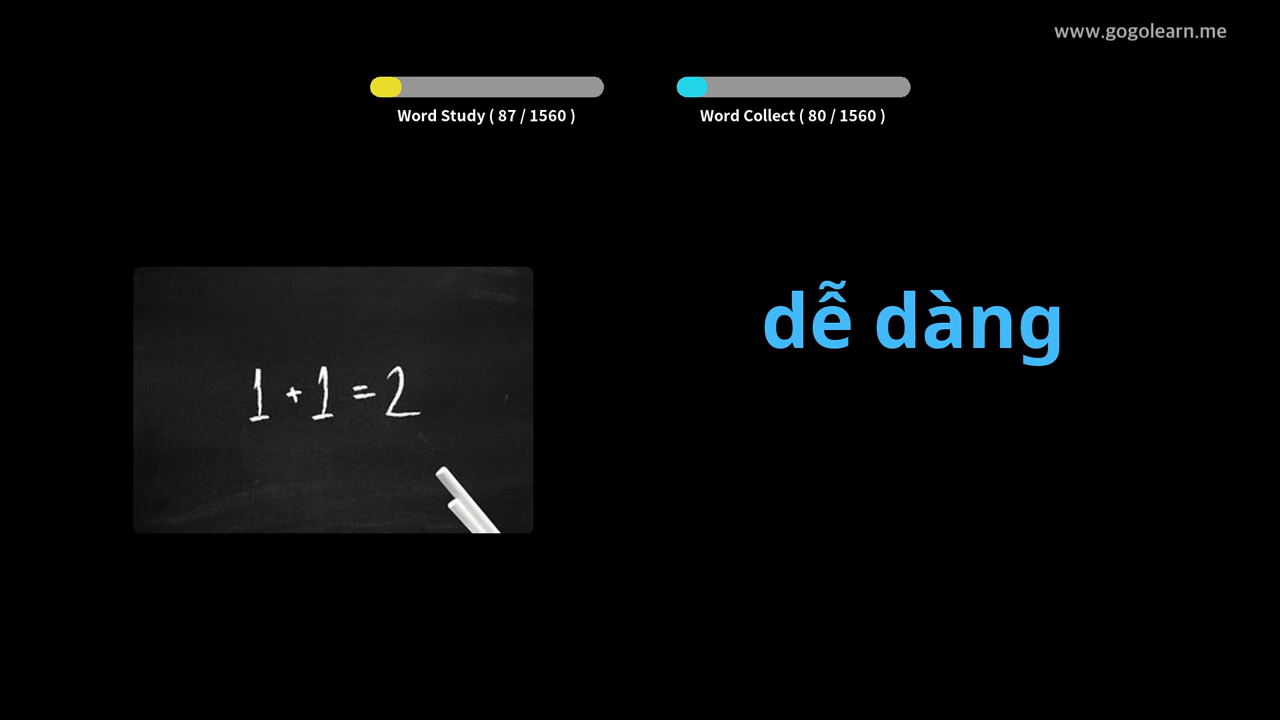 www.gogolearn.me
Word Study ( 87 / 1560 )
Word Collect ( 80 / 1560 )
1 + 1 = 2
dễ dàng